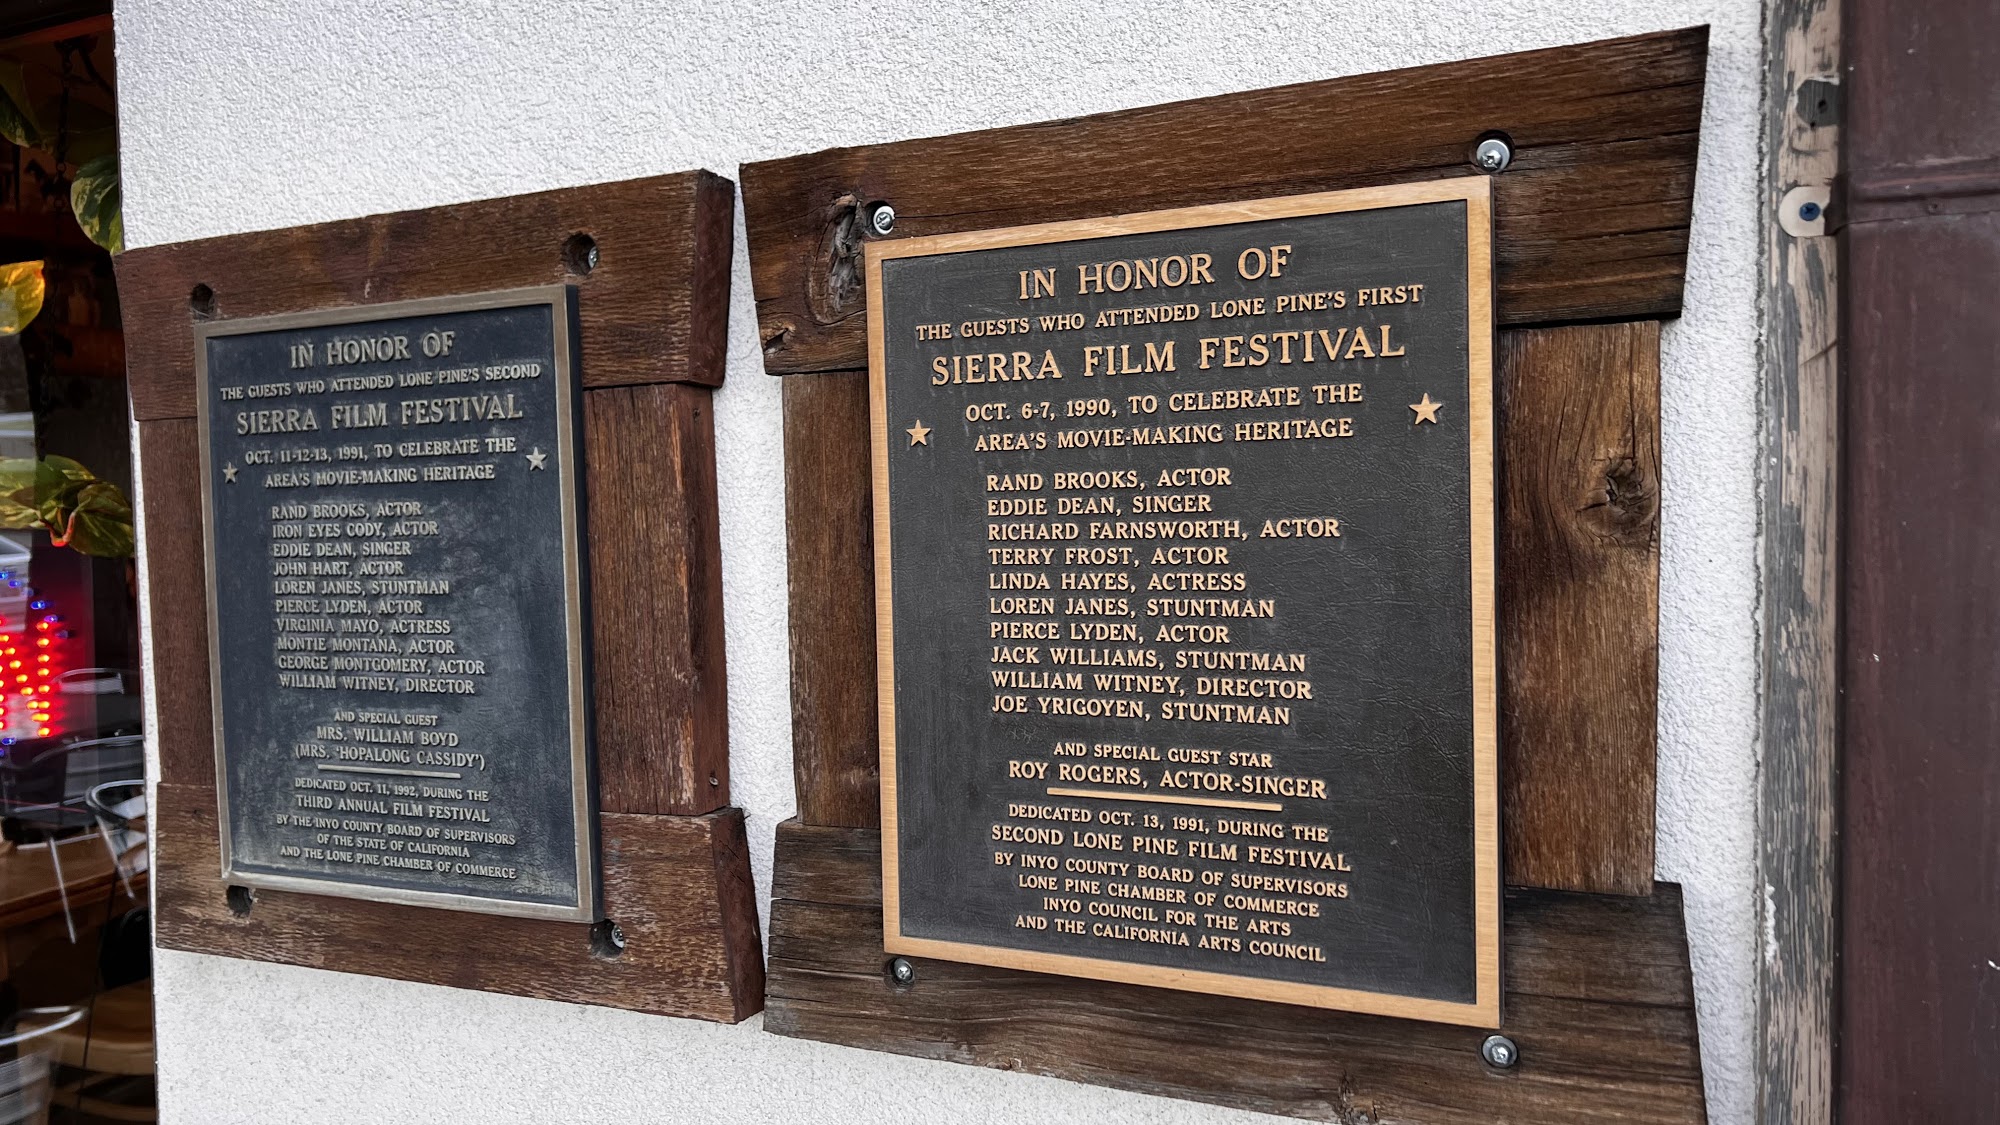 IN HONOR OF
THE GUESTS WHO ATTENDED LONE PINE'S SECOND
SIERRA FILM FESTIVAL
OCT. 11-12-13, 1991, TO CELEBRATE THE
AREA'S MOVIE-MAKING HERITAGE
RAND BROOKS, ACTOR
IRON EYES CODY, ACTOR
EDDIE DEAN, SINGER
JOHN HART, ACTOR
LOREN JANES, STUNTMAN
PIERCE LYDEN, ACTOR
VIRGINIA MAYO, ACTRESS
MONTIE MONTANA, ACTOR
GEORGE MONTGOMERY, ACTOR
WILLIAM WITNEY, DIRECTOR
AND SPECIAL GUEST
MRS. WILLIAM BOYD
(MRS. 'HOPALONG CASSIDY')
DEDICATED OCT. 11, 1992, DURING THE
THIRD ANNUAL FILM FESTIVAL
BY THE INYO COUNTY BOARD OF SUPERVISORS
OF THE STATE OF CALIFORNIA
AND THE LONE PINE CHAMBER OF COMMERCE
IN HONOR OF
THE GUESTS WHO ATTENDED LONE PINE'S FIRST
SIERRA FILM FESTIVAL
OCT. 6-7, 1990, TO CELEBRATE THE
AREA'S MOVIE-MAKING HERITAGE
RAND BROOKS, ACTOR
EDDIE DEAN, SINGER
RICHARD FARNSWORTH, ACTOR
TERRY FROST, ACTOR
LINDA HAYES, ACTRESS
LOREN JANES, STUNTMAN
PIERCE LYDEN, ACTOR
JACK WILLIAMS, STUNTMAN
WILLIAM WITNEY, DIRECTOR
JOE YRIGOYEN, STUNTMAN
AND SPECIAL GUEST STAR
ROY ROGERS, ACTOR-SINGER
DEDICATED OCT. 13, 1991, DURING THE
SECOND LONE PINE FILM FESTIVAL
BY INYO COUNTY BOARD OF SUPERVISORS
LONE PINE CHAMBER OF COMMERCE
INYO COUNCIL FOR THE ARTS
AND THE CALIFORNIA ARTS COUNCIL